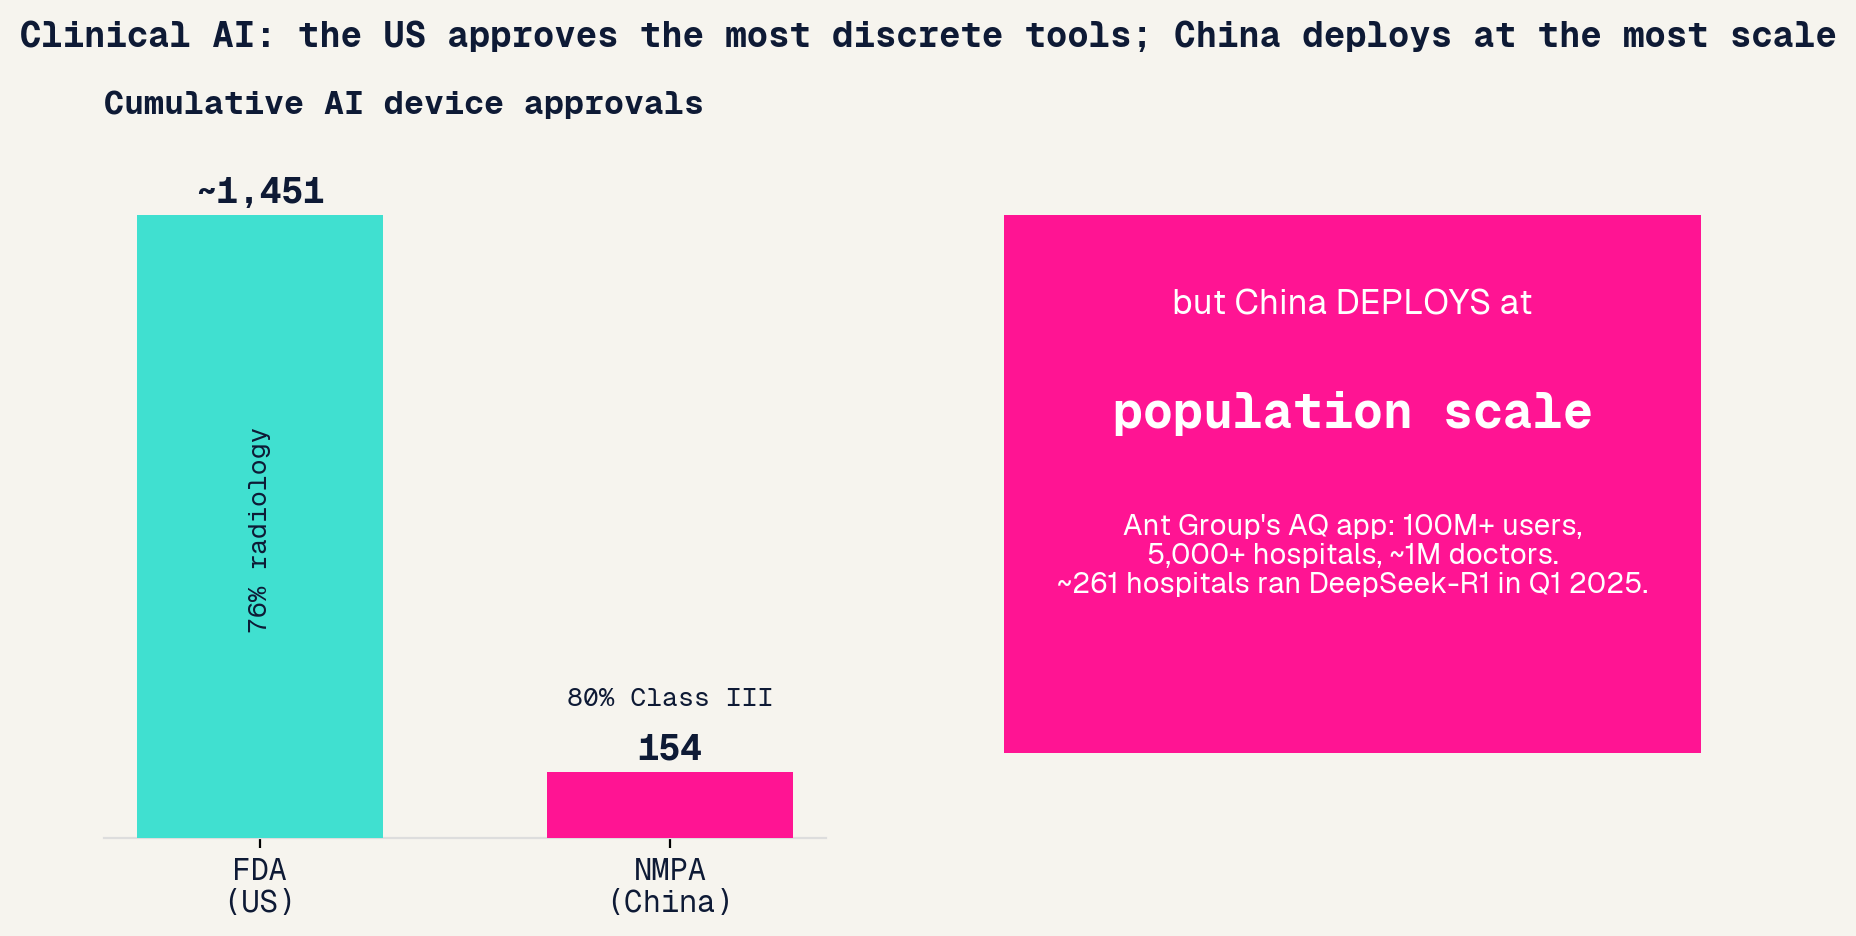 Clinical AI: the US approves the most discrete tools; China deploys at the most scale
Cumulative AI device approvals
~1,451
76% radiology
80% Class III
154
FDA
(US)
NMPA
(China)
but China DEPLOYS at
population scale
Ant Group's AQ app: 100M+ users,
5,000+ hospitals, ~1M doctors.
~261 hospitals ran DeepSeek-R1 in Q1 2025.